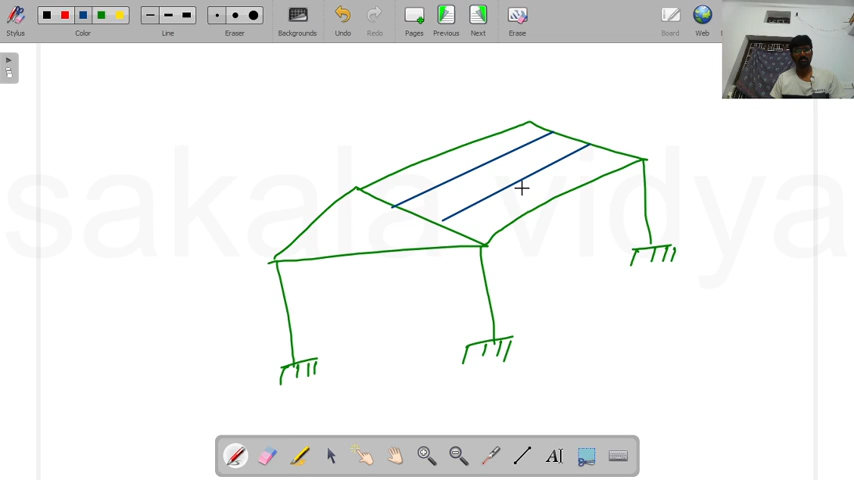 Stylus
Color
Line
Eraser
Backgrounds
Undo
Redo
Pages
Previous
Next
Erase
Board
Web
sakala vidya